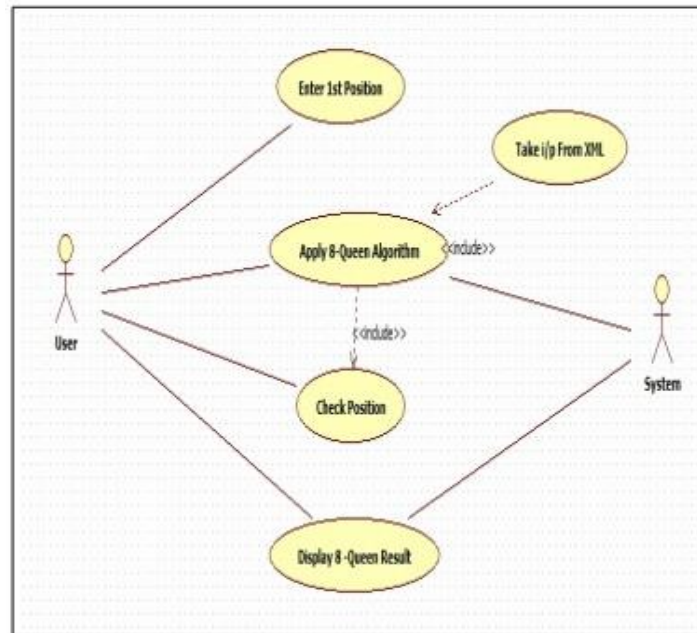 Enter 1st Position
Take i/p From XML
Apply 8-Queen Algorithm
<<include>>
User
<<include>>
System
Check Position
Display 8 -Queen Result